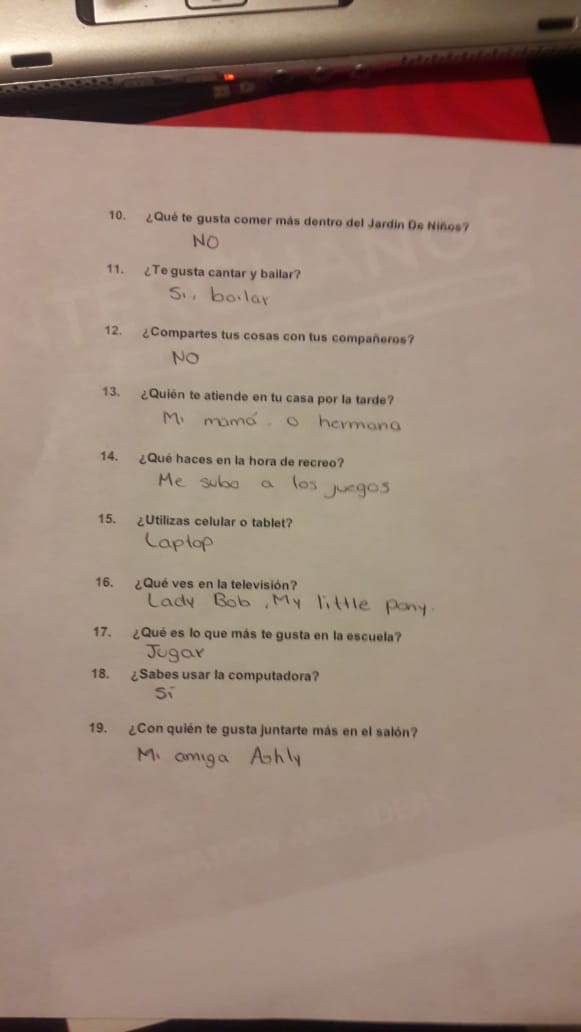 10. ¿Qué te gusta comer más dentro del Jardin De Niños?
NO
11. ¿Te gusta cantar y bailar?
Si, bailar
12. ¿Compartes tus cosas con tus compañeros?
NO
13. ¿Quién te atiende en tu casa por la tarde?
Mi mamá o hermana
14. ¿Qué haces en la hora de recreo?
Me subo a los juegos
15. ¿Utilizas celular o tablet?
Laptop
16. ¿Qué ves en la televisión?
Lady Bob, My little pony.
17. ¿Qué es lo que más te gusta en la escuela?
Jugar
18. ¿Sabes usar la computadora?
Sí
19. ¿Con quién te gusta juntarte más en el salón?
Mi amiga Ashly